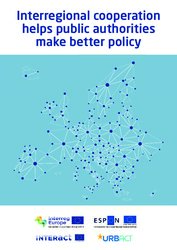 Interregional cooperation
helps public authorities
make better policy
Interreg
Europe
ESPON
INTERACT
URBACT